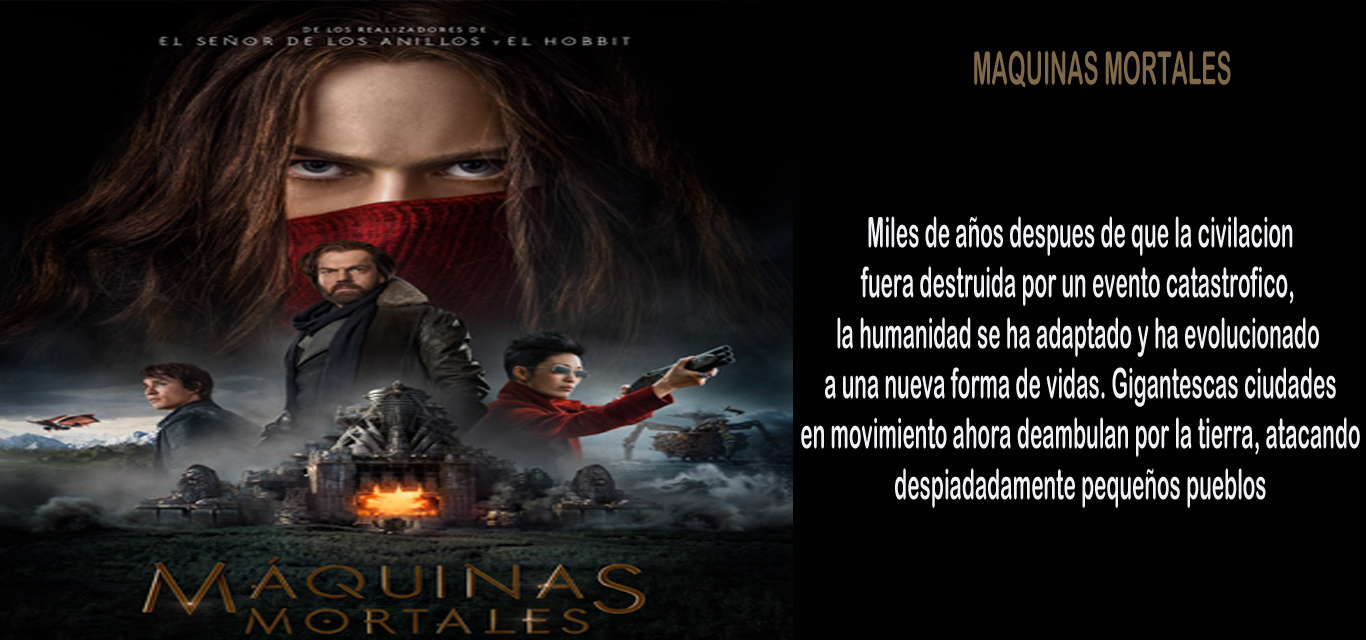 DE LOS REALIZADORES DE
EL SEÑOR DE LOS ANILLOS Y EL HOBBIT
MÁQUINAS
MORTALES
MAQUINAS MORTALES
Miles de años despues de que la civilacion
fuera destruida por un evento catastrofico,
la humanidad se ha adaptado y ha evolucionado
a una nueva forma de vidas. Gigantescas ciudades
en movimiento ahora deambulan por la tierra, atacando
despiadadamente pequeños pueblos